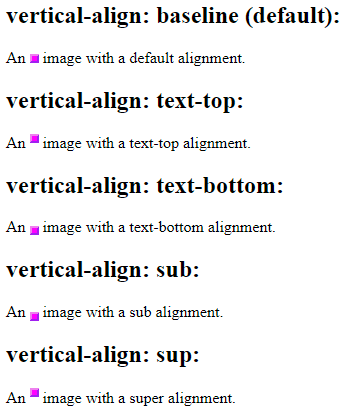 vertical-align: baseline (default):
An image with a default alignment.
vertical-align: text-top:
An image with a text-top alignment.
vertical-align: text-bottom:
An image with a text-bottom alignment.
vertical-align: sub:
An image with a sub alignment.
vertical-align: sup:
An image with a super alignment.